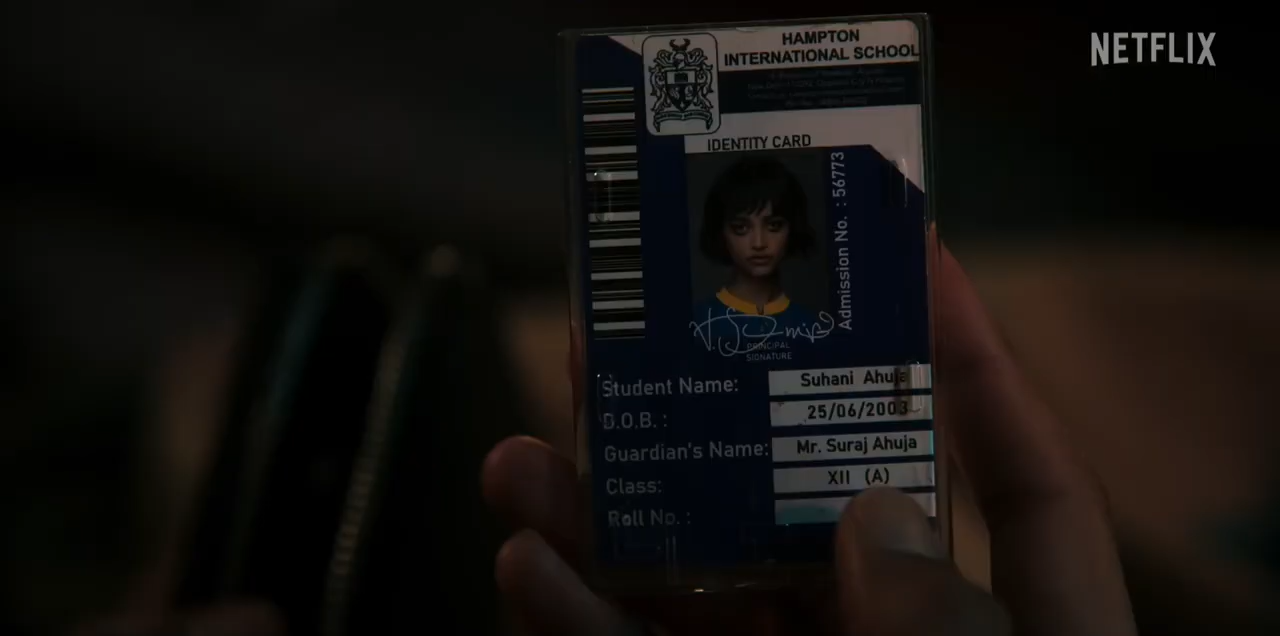 NETFLIX
HAMPTON
INTERNATIONAL SCHOOL
IDENTITY CARD
Admission No. : 56773
PRINCIPAL
SIGNATURE
Student Name: Suhani Ahuja
D.O.B. : 25/06/2003
Guardian's Name: Mr. Suraj Ahuja
Class: XII (A)
Roll No. :